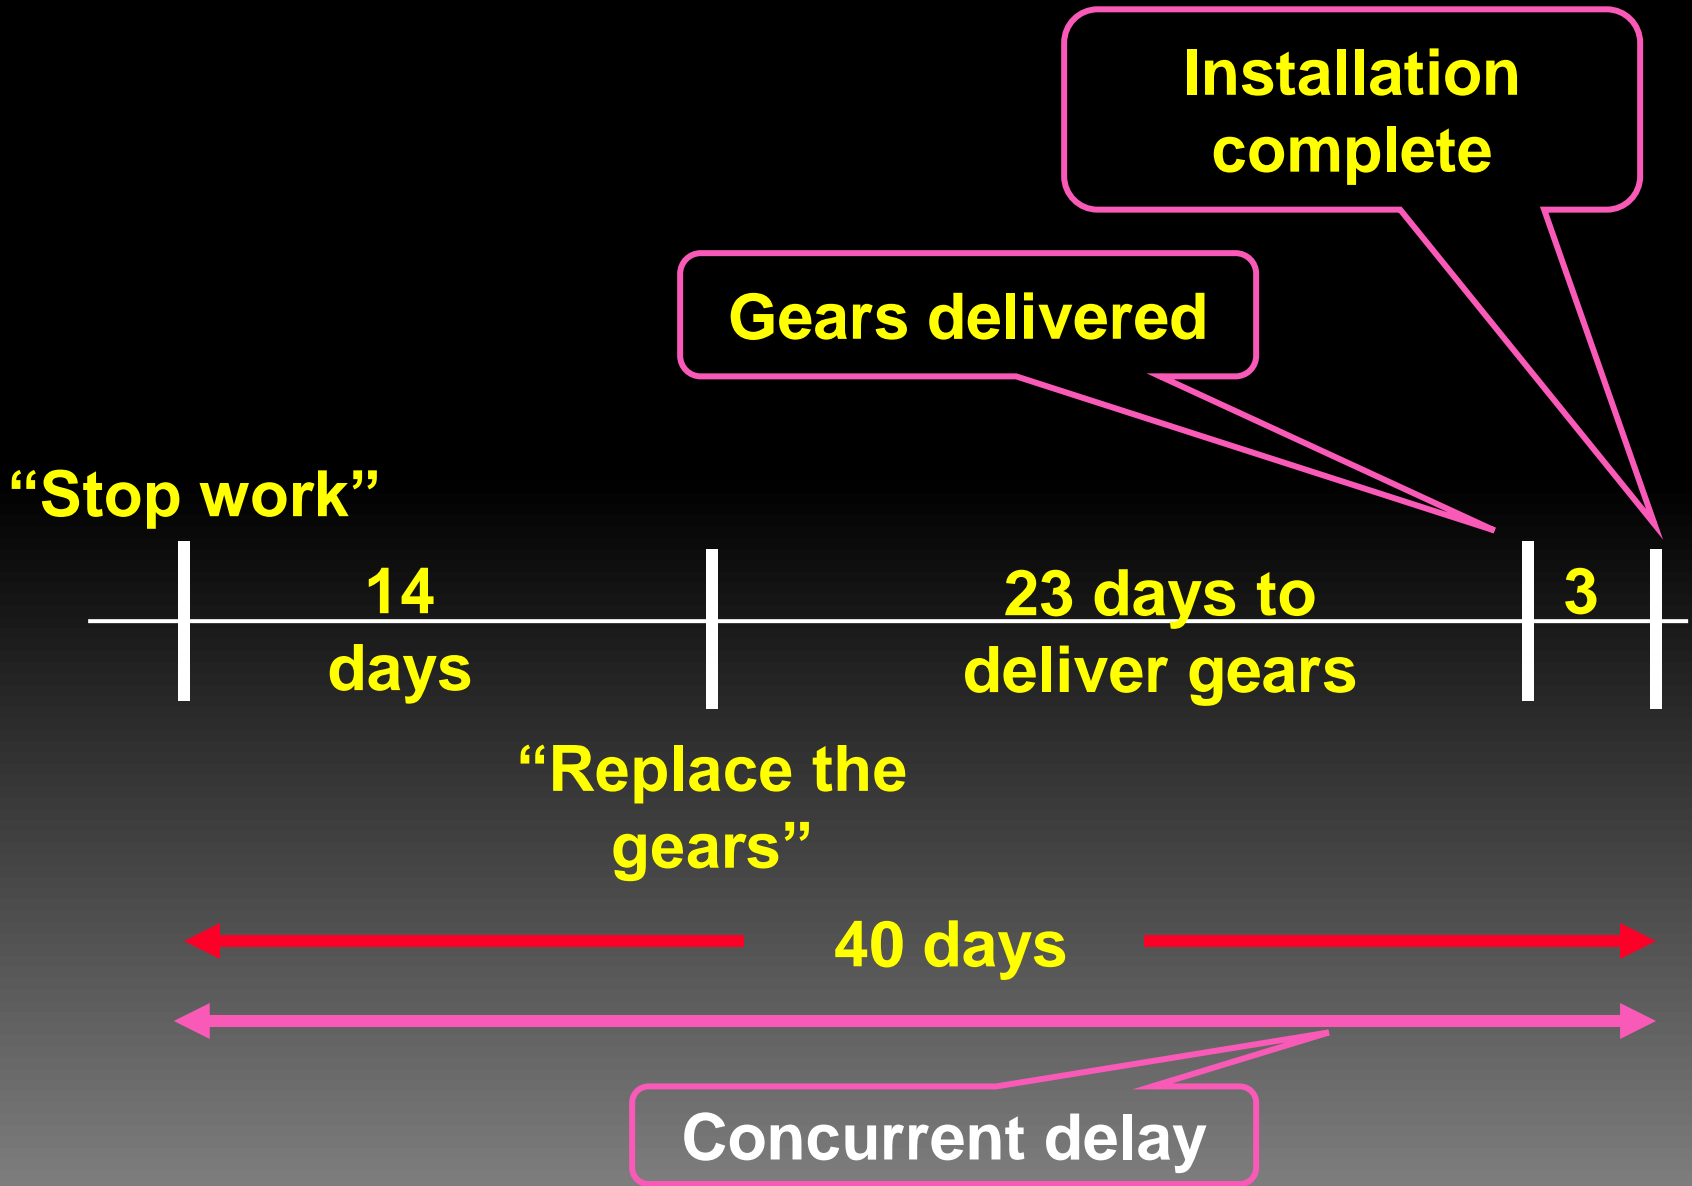 Installation
complete
Gears delivered
“Stop work”
14
days
23 days to
deliver gears
3
“Replace the
gears”
40 days
Concurrent delay